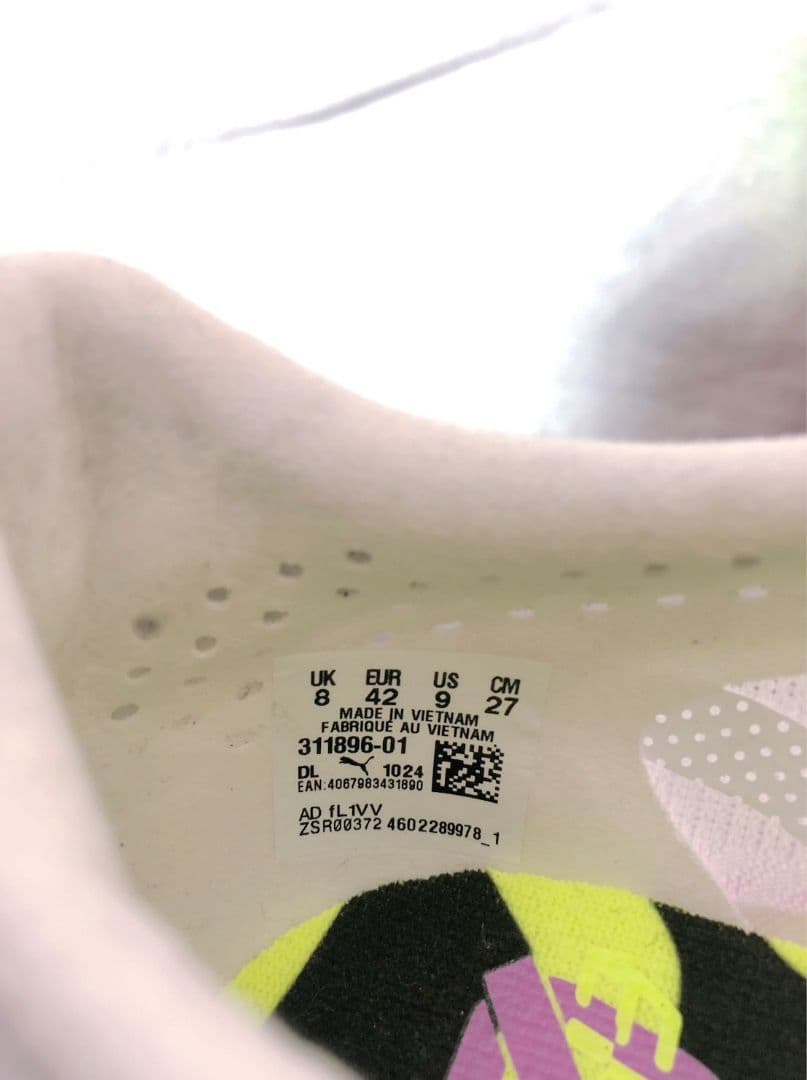 UK EUR US CM
8 42 9 27
MADE IN VIETNAM
FABRIQUÉ AU VIETNAM
311896-01
DL 1024
EAN:4067983431890
AD fL1VV
ZSR00372 4602289978_1